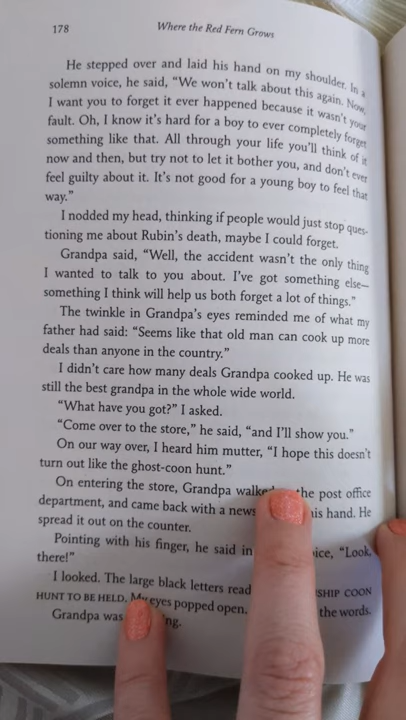 178
Where the Red Fern Grows
He stepped over and laid his hand on my shoulder. In a
solemn voice, he said, “We won’t talk about this again. Now,
I want you to forget it ever happened because it wasn’t your
fault. Oh, I know it’s hard for a boy to ever completely forget
something like that. All through your life you’ll think of it
now and then, but try not to let it bother you, and don’t ever
feel guilty about it. It’s not good for a young boy to feel that
way.”
I nodded my head, thinking if people would just stop ques-
tioning me about Rubin’s death, maybe I could forget.
Grandpa said, “Well, the accident wasn’t the only thing
I wanted to talk to you about. I’ve got something else—
something I think will help us both forget a lot of things.”
The twinkle in Grandpa’s eyes reminded me of what my
father had said: “Seems like that old man can cook up more
deals than anyone in the country.”
I didn’t care how many deals Grandpa cooked up. He was
still the best grandpa in the whole wide world.
“What have you got?” I asked.
“Come over to the store,” he said, “and I’ll show you.”
On our way over, I heard him mutter, “I hope this doesn’t
turn out like the ghost-coon hunt.”
On entering the store, Grandpa walked the post office
department, and came back with a news his hand. He
spread it out on the counter.
Pointing with his finger, he said in “Look,
there!”
I looked. The large black letters read SHIP COON
HUNT TO BE HELD. My eyes popped open. the words.
Grandpa was